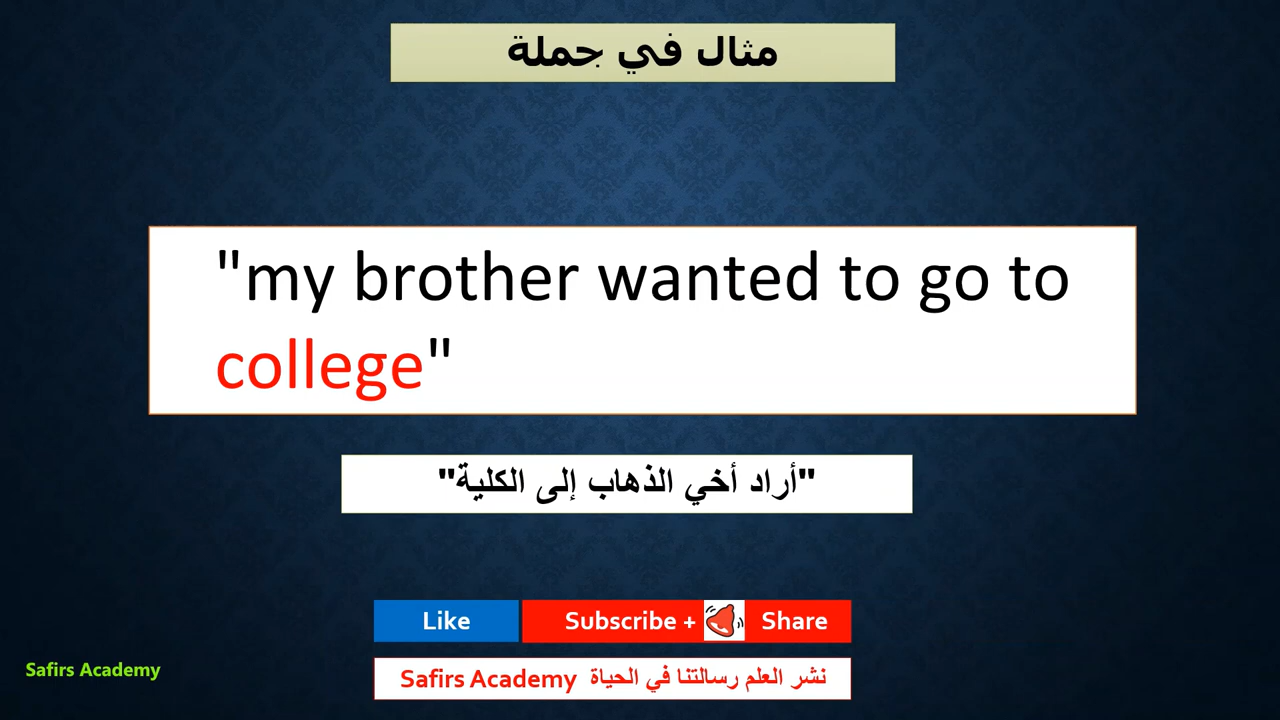 مثال في جملة
"my brother wanted to go to
college"
"أراد أخي الذهاب إلى الكلية"
Like
Subscribe +
Share
Safirs Academy
Safirs Academy نشر العلم رسالتنا في الحياة